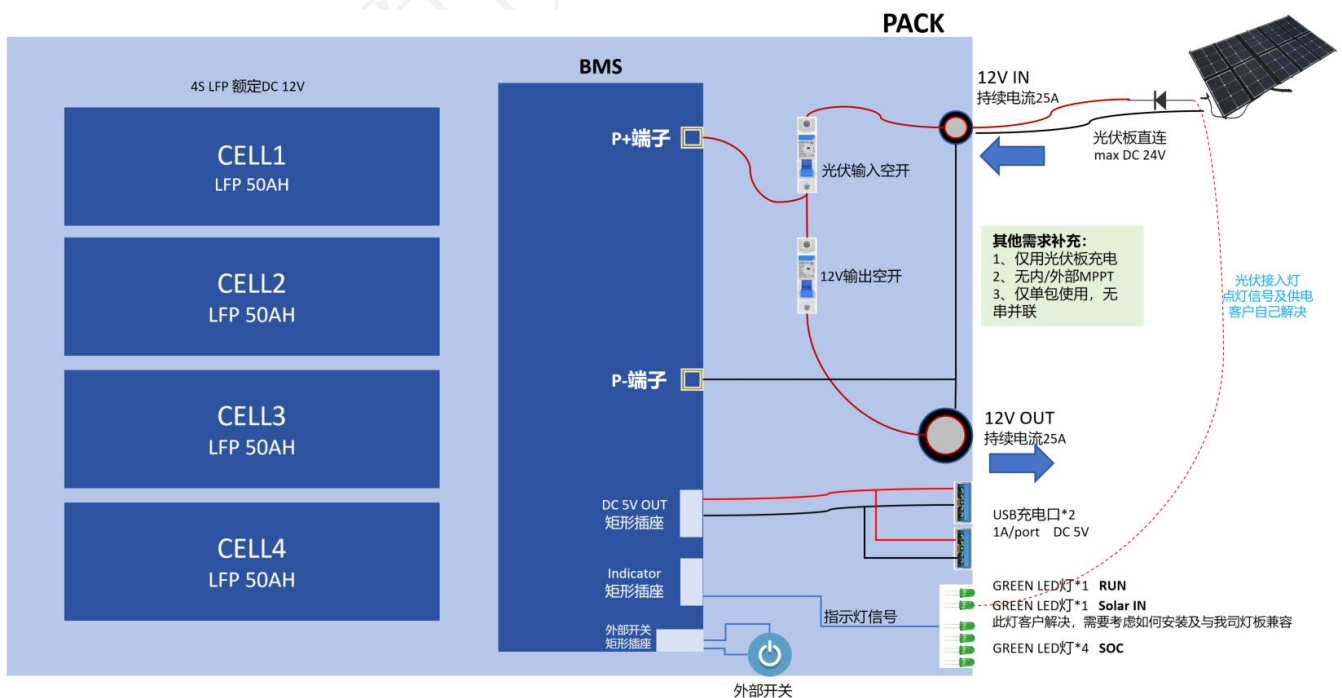 PACK
BMS
4S LFP 额定DC 12V
CELL1
LFP 50AH
CELL2
LFP 50AH
CELL3
LFP 50AH
CELL4
LFP 50AH
P+端子
P-端子
DC 5V OUT
矩形插座
Indicator
矩形插座
外部开关
矩形插座
光伏输入空开
12V输出空开
指示灯信号
外部开关
12V IN
持续电流25A
光伏板直连
max DC 24V
其他需求补充：
1、仅用光伏板充电
2、无内/外部MPPT
3、仅单包使用，无
串并联
光伏接入灯
点灯信号及供电
客户自己解决
12V OUT
持续电流25A
USB充电口*2
1A/port DC 5V
GREEN LED灯*1 RUN
GREEN LED灯*1 Solar IN
此灯客户解决，需要考虑如何安装及与我司灯板兼容
GREEN LED灯*4 SOC